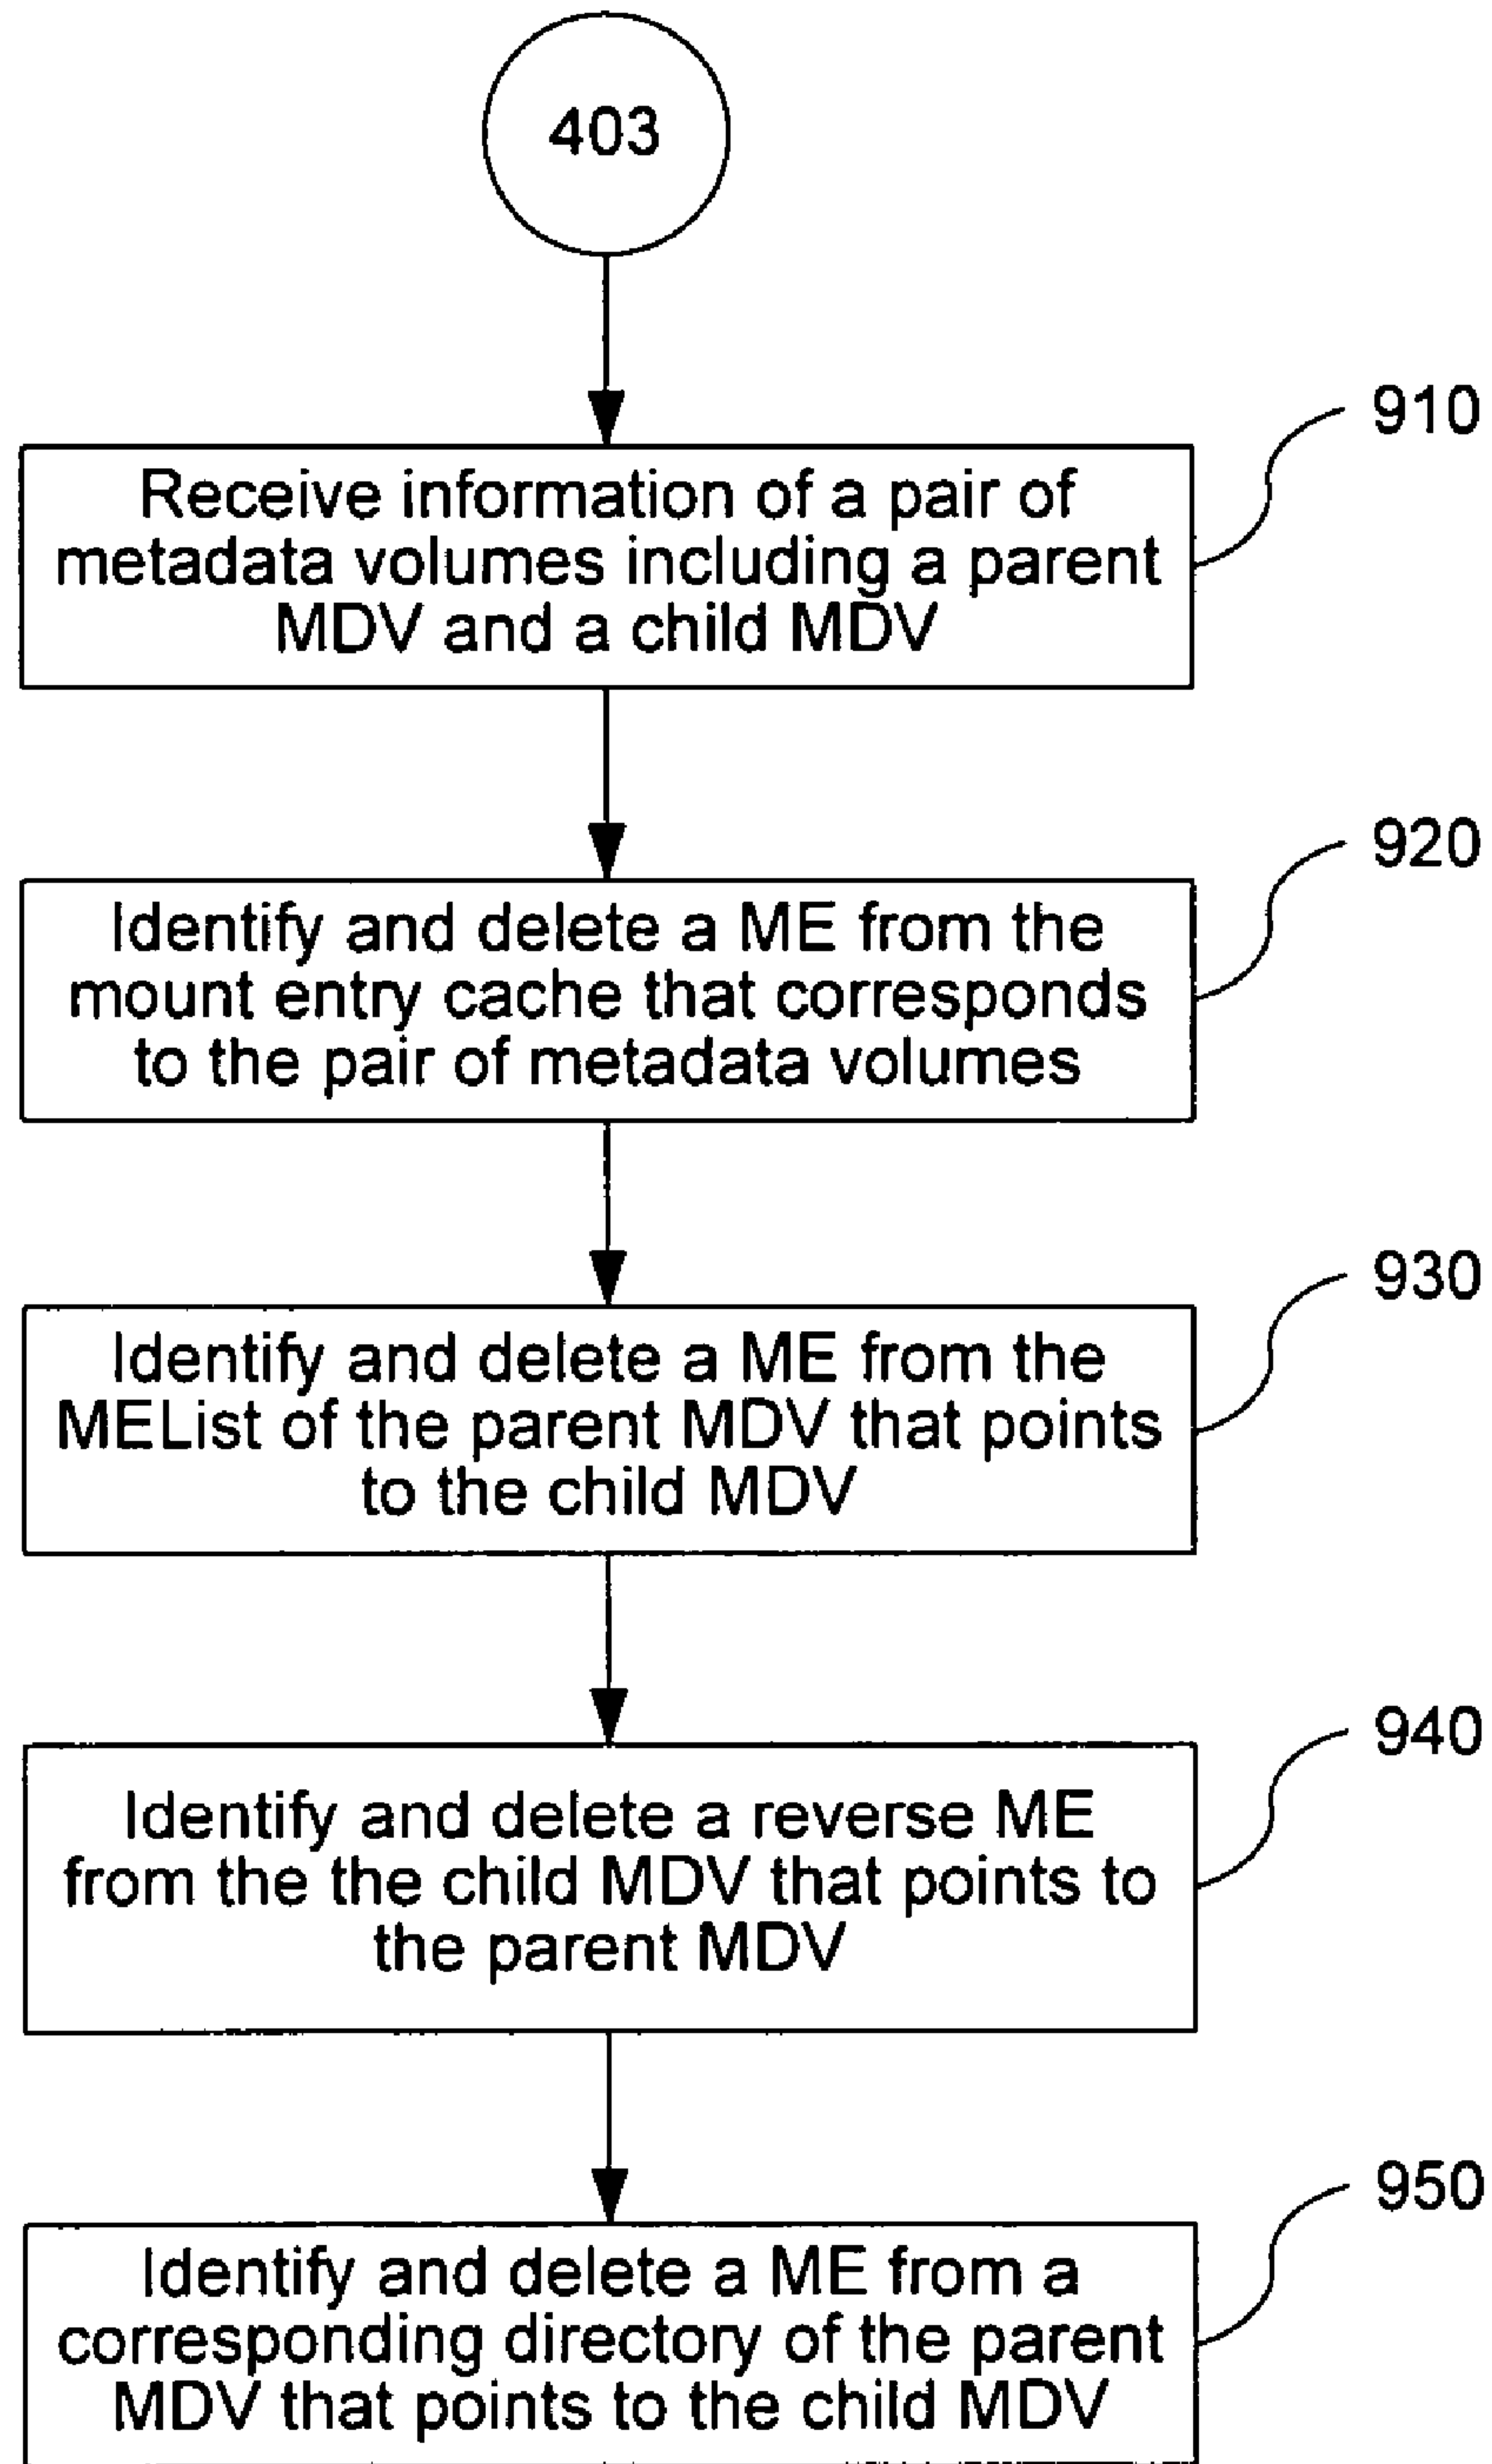 403
910
Receive information of a pair of
metadata volumes including a parent
MDV and a child MDV
920
Identify and delete a ME from the
mount entry cache that corresponds
to the pair of metadata volumes
930
Identify and delete a ME from the
MEList of the parent MDV that points
to the child MDV
940
Identify and delete a reverse ME
from the the child MDV that points to
the parent MDV
950
Identify and delete a ME from a
corresponding directory of the parent
MDV that points to the child MDV